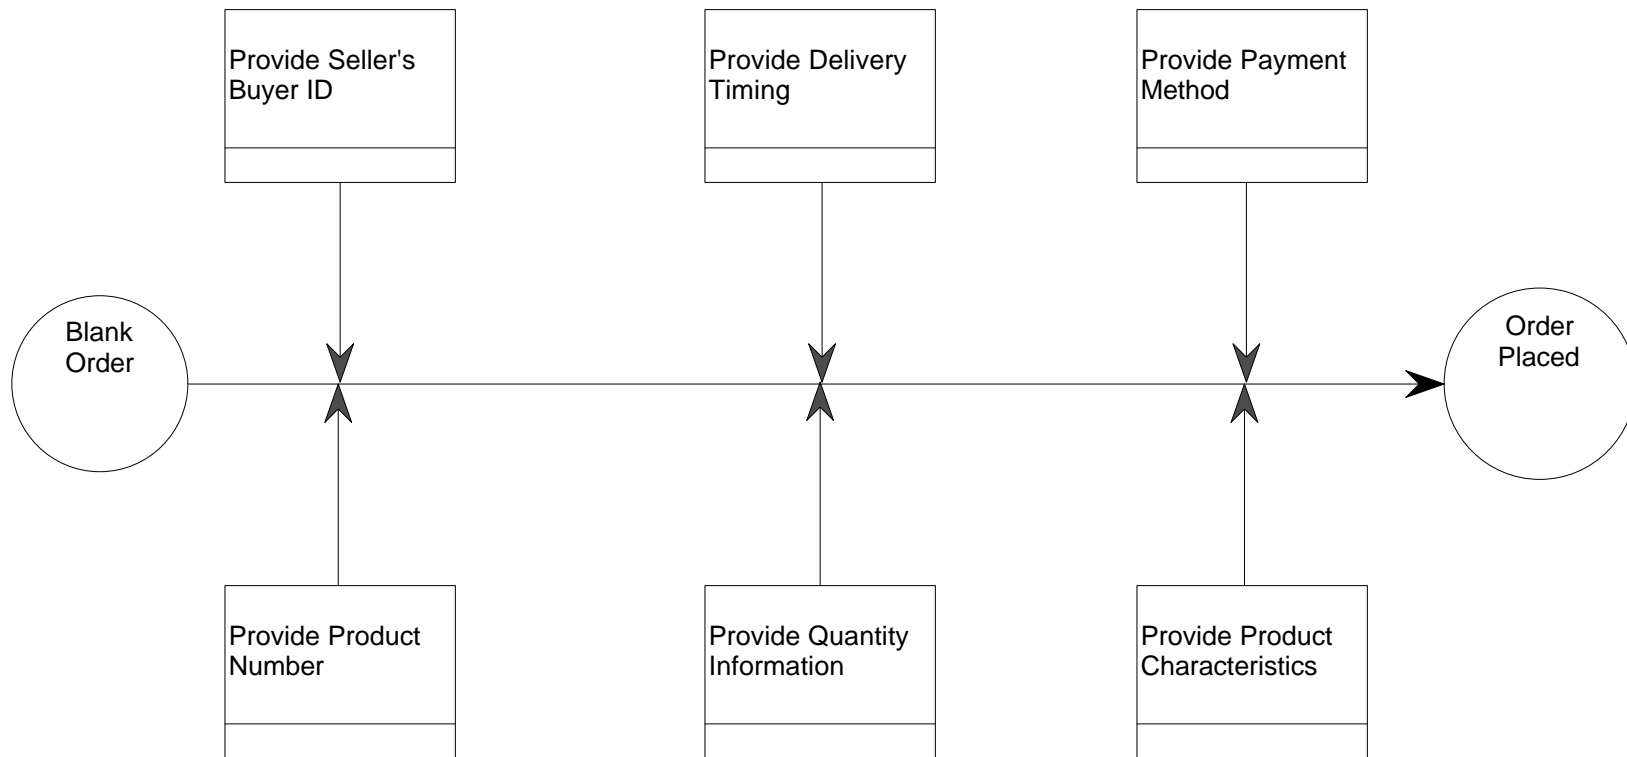 Provide Seller's
Buyer ID
Provide Delivery
Timing
Provide Payment
Method
Blank
Order
Order
Placed
Provide Product
Number
Provide Quantity
Information
Provide Product
Characteristics